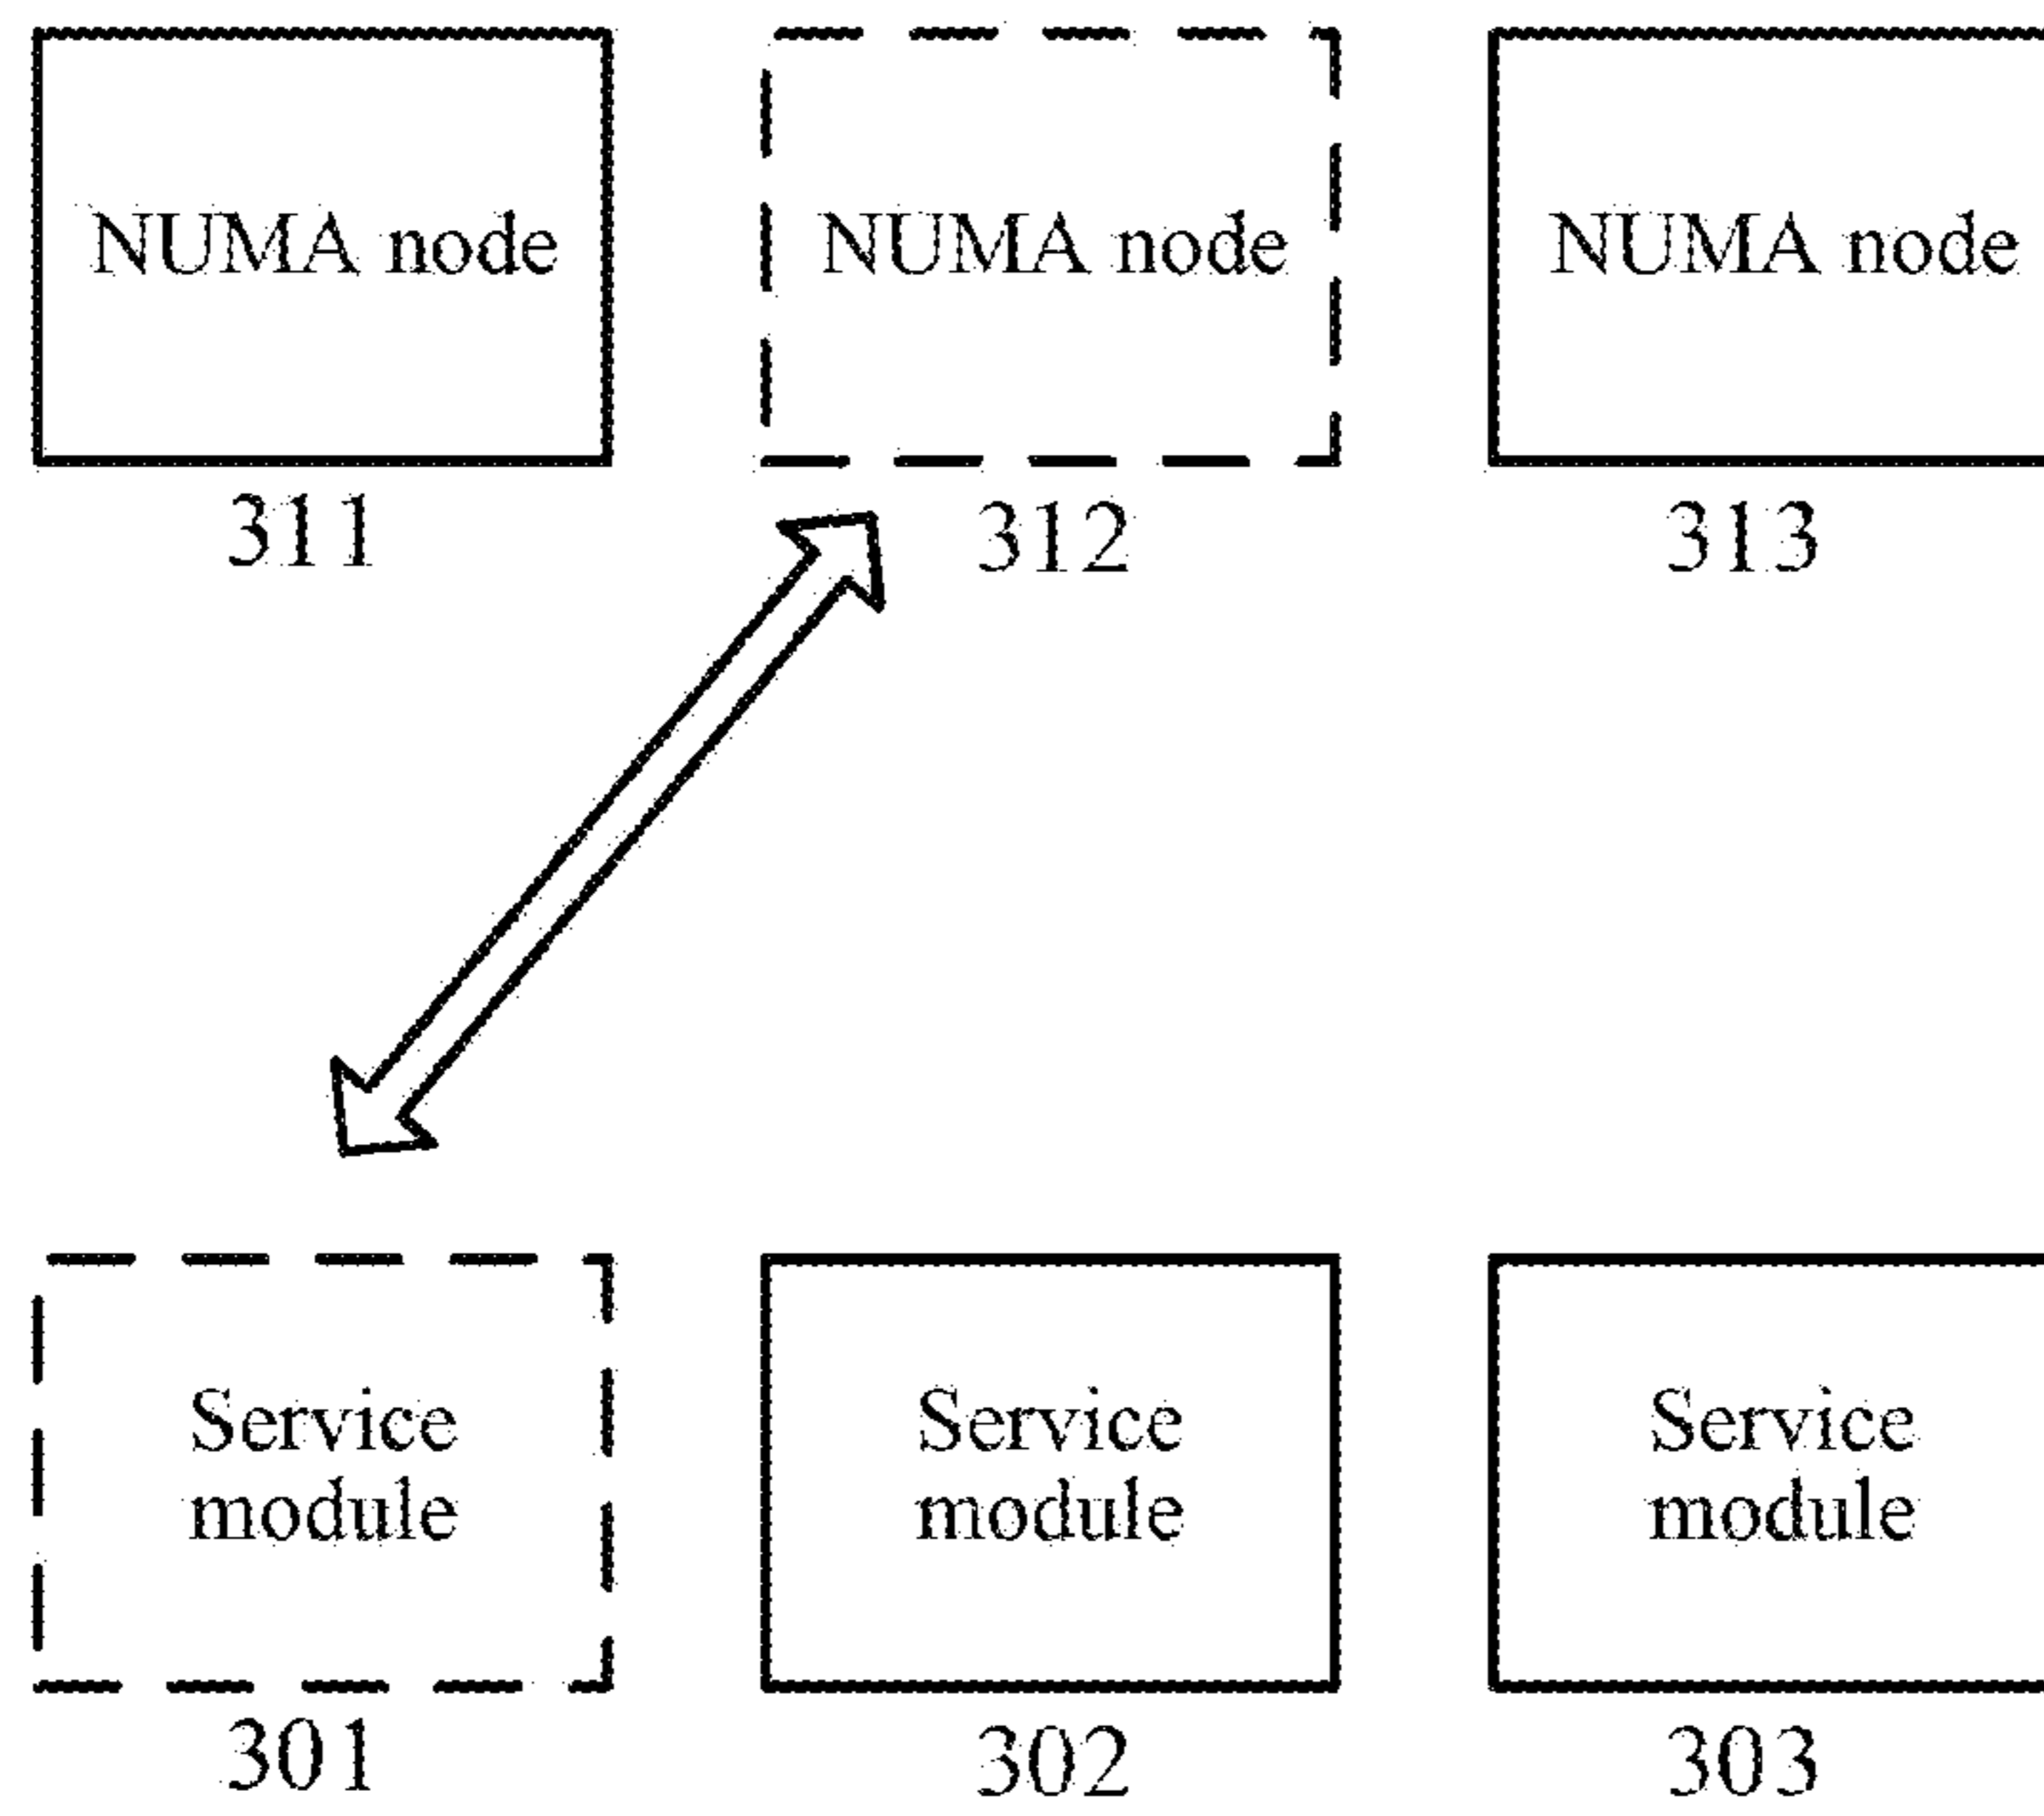 NUMA node
NUMA node
NUMA node
311
312
313
Service
module
Service
module
Service
module
301
302
303